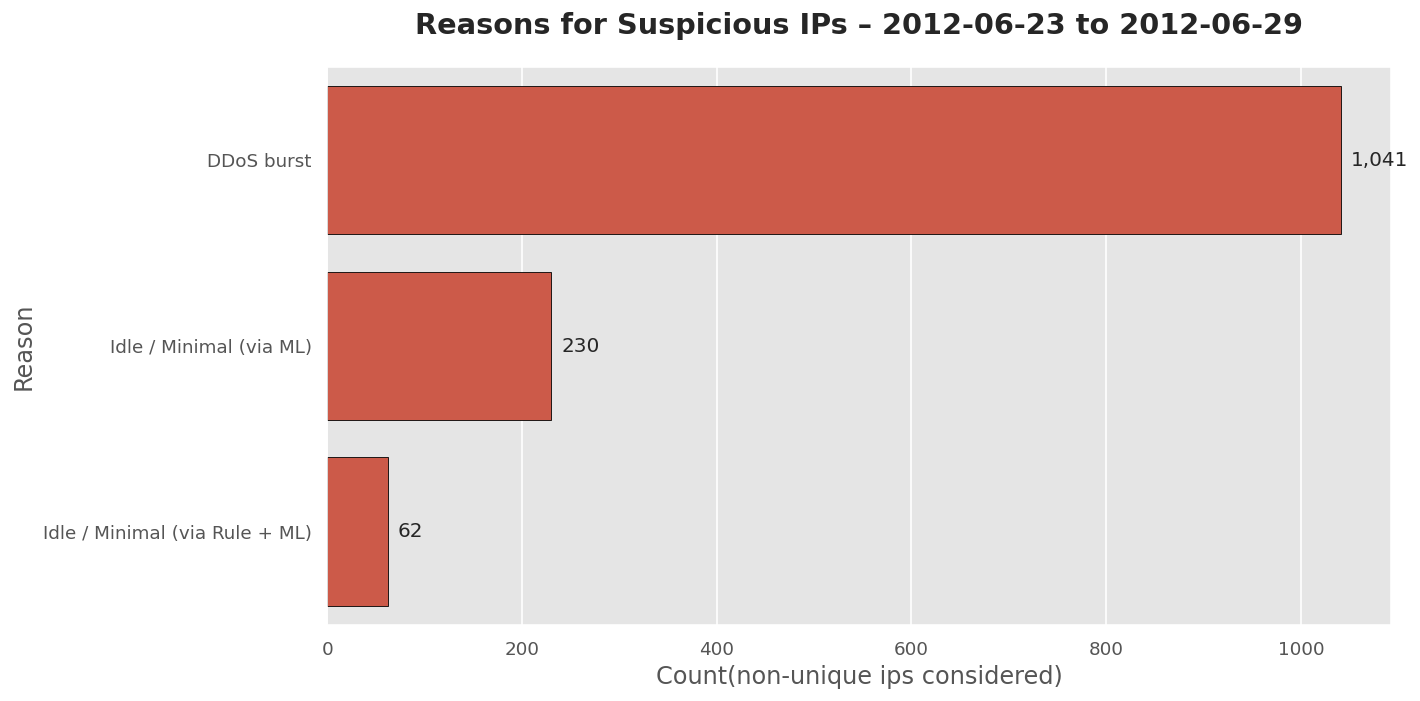 Reasons for Suspicious IPs – 2012-06-23 to 2012-06-29
DDoS burst
1,041
Idle / Minimal (via ML)
230
Reason
Idle / Minimal (via Rule + ML)
62
0 200 400 600 800 1000
Count(non-unique ips considered)